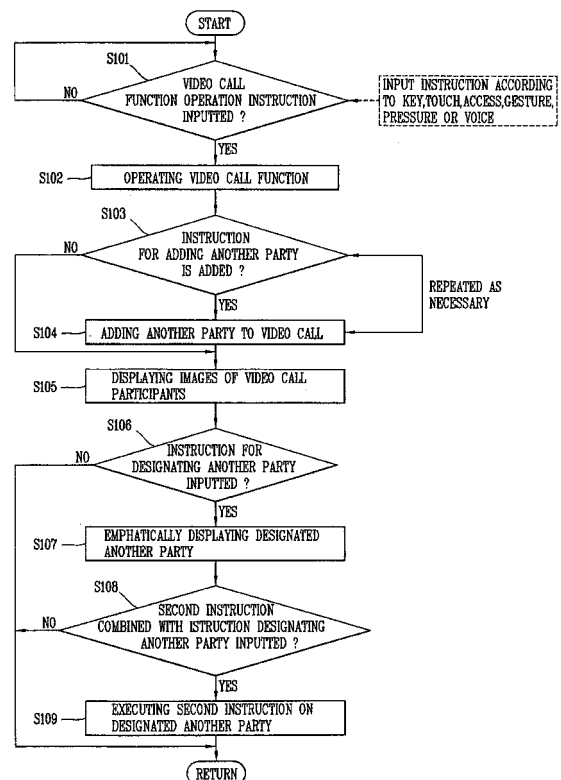 START
S101
VIDEO CALL
FUNCTION OPERATION INSTRUCTION
INPUTTED ?
NO
INPUT INSTRUCTION ACCORDING
TO KEY,TOUCH,ACCESS,GESTURE,
PRESSURE OR VOICE
YES
S102
OPERATING VIDEO CALL FUNCTION
S103
INSTRUCTION
FOR ADDING ANOTHER PARTY
IS ADDED ?
NO
REPEATED AS
NECESSARY
YES
S104
ADDING ANOTHER PARTY TO VIDEO CALL
S105
DISPLAYING IMAGES OF VIDEO CALL
PARTICIPANTS
S106
INSTRUCTION FOR
DESIGNATING ANOTHER PARTY
INPUTTED ?
NO
YES
S107
EMPHATICALLY DISPLAYING DESIGNATED
ANOTHER PARTY
S108
SECOND INSTRUCTION
COMBINED WITH ISTRUCTION DESIGNATING
ANOTHER PARTY INPUTTED ?
NO
YES
S109
EXECUTING SECOND INSTRUCTION ON
DESIGNATED ANOTHER PARTY
RETURN